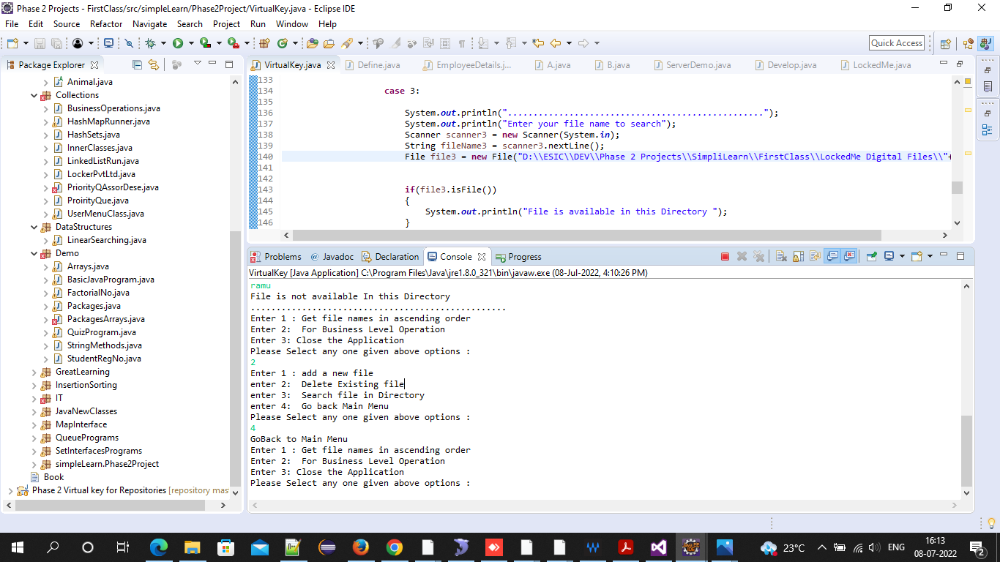 Phase 2 Projects - FirstClass/src/simpleLearn/Phase2Project/VirtualKey.java - Eclipse IDE
File Edit Source Refactor Navigate Search Project Run Window Help
Quick Access
Package Explorer
Animal.java
Collections
BusinessOperations.java
HashMapRunner.java
HashSets.java
InnerClasses.java
LinkedListRun.java
LockerPvtLtd.java
PriorityQAssorDese.java
ProirityQue.java
UserMenuClass.java
DataStructures
LinearSearching.java
Demo
Arrays.java
BasicJavaProgram.java
FactorialNo.java
Packages.java
PackagesArrays.java
QuizProgram.java
StringMethods.java
StudentRegNo.java
GreatLearning
InsertionSorting
IT
JavaNewClasses
MapInterface
QueuePrograms
SetInterfacesPrograms
simpleLearn.Phase2Project
Book
Phase 2 Virtual key for Repositories [repository mas
VirtualKey.java Define.java EmployeeDetails.j... A.java B.java ServerDemo.java Develop.java LockedMe.java
133
134 case 3:
135
136 System.out.println("..................................................");
137 System.out.println("Enter your file name to search");
138 Scanner scanner3 = new Scanner(System.in);
139 String fileName3 = scanner3.nextLine();
140 File file3 = new File("D:\\ESIC\\DEV\\Phase 2 Projects\\SimpliLearn\\FirstClass\\LockedMe Digital Files\\"+
141
142
143 if(file3.isFile())
144 {
145 System.out.println("File is available in this Directory ");
146 }
Problems @ Javadoc Declaration Console Progress
VirtualKey [Java Application] C:\Program Files\Java\jre1.8.0_321\bin\javaw.exe (08-Jul-2022, 4:10:26 PM)
ramu
File is not available In this Directory
..................................................
Enter 1 : Get file names in ascending order
Enter 2:  For Business Level Operation
Enter 3: Close the Application
Please Select any one given above options :
2
Enter 1 : add a new file
enter 2:  Delete Existing file
enter 3:  Search file in Directory
enter 4:  Go back Main Menu
Please Select any one given above options :
4
GoBack to Main Menu
Enter 1 : Get file names in ascending order
Enter 2:  For Business Level Operation
Enter 3: Close the Application
Please Select any one given above options :
23°C ENG 16:13
08-07-2022
2